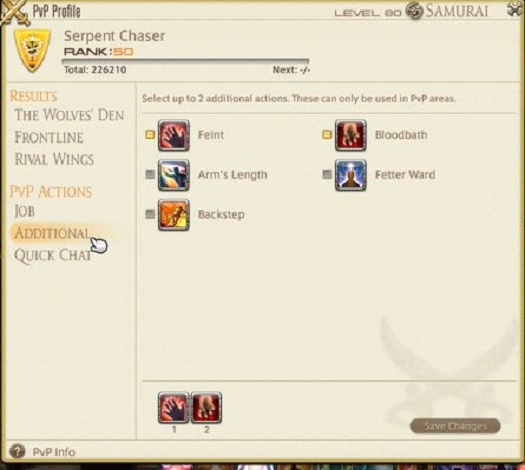 PvP Profile
LEVEL 80 SAMURAI
Serpent Chaser
RANK:50
Total: 226210 Next: -/-
RESULTS
THE WOLVES' DEN
FRONTLINE
RIVAL WINGS
PVP ACTIONS
JOB
ADDITIONAL
QUICK CHAT
Select up to 2 additional actions. These can only be used in PvP areas.
Feint Bloodbath
Arm's Length Fetter Ward
Backstep
1 2
Save Changes
? PvP Info